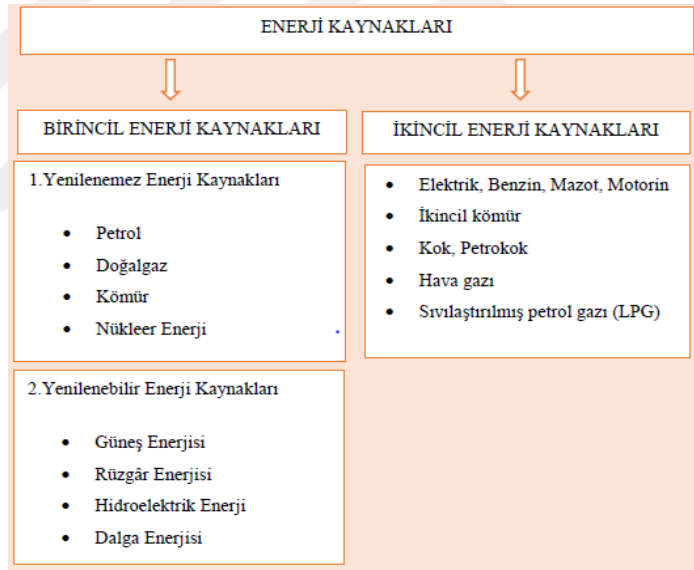 ENERJİ KAYNAKLARI
BİRİNCİL ENERJİ KAYNAKLARI
1.Yenilenemez Enerji Kaynakları
• Petrol
• Doğalgaz
• Kömür
• Nükleer Enerji
2.Yenilenebilir Enerji Kaynakları
• Güneş Enerjisi
• Rüzgâr Enerjisi
• Hidroelektrik Enerji
• Dalga Enerjisi
İKİNCİL ENERJİ KAYNAKLARI
• Elektrik, Benzin, Mazot, Motorin
• İkincil kömür
• Kok, Petrokok
• Hava gazı
• Sıvılaştırılmış petrol gazı (LPG)